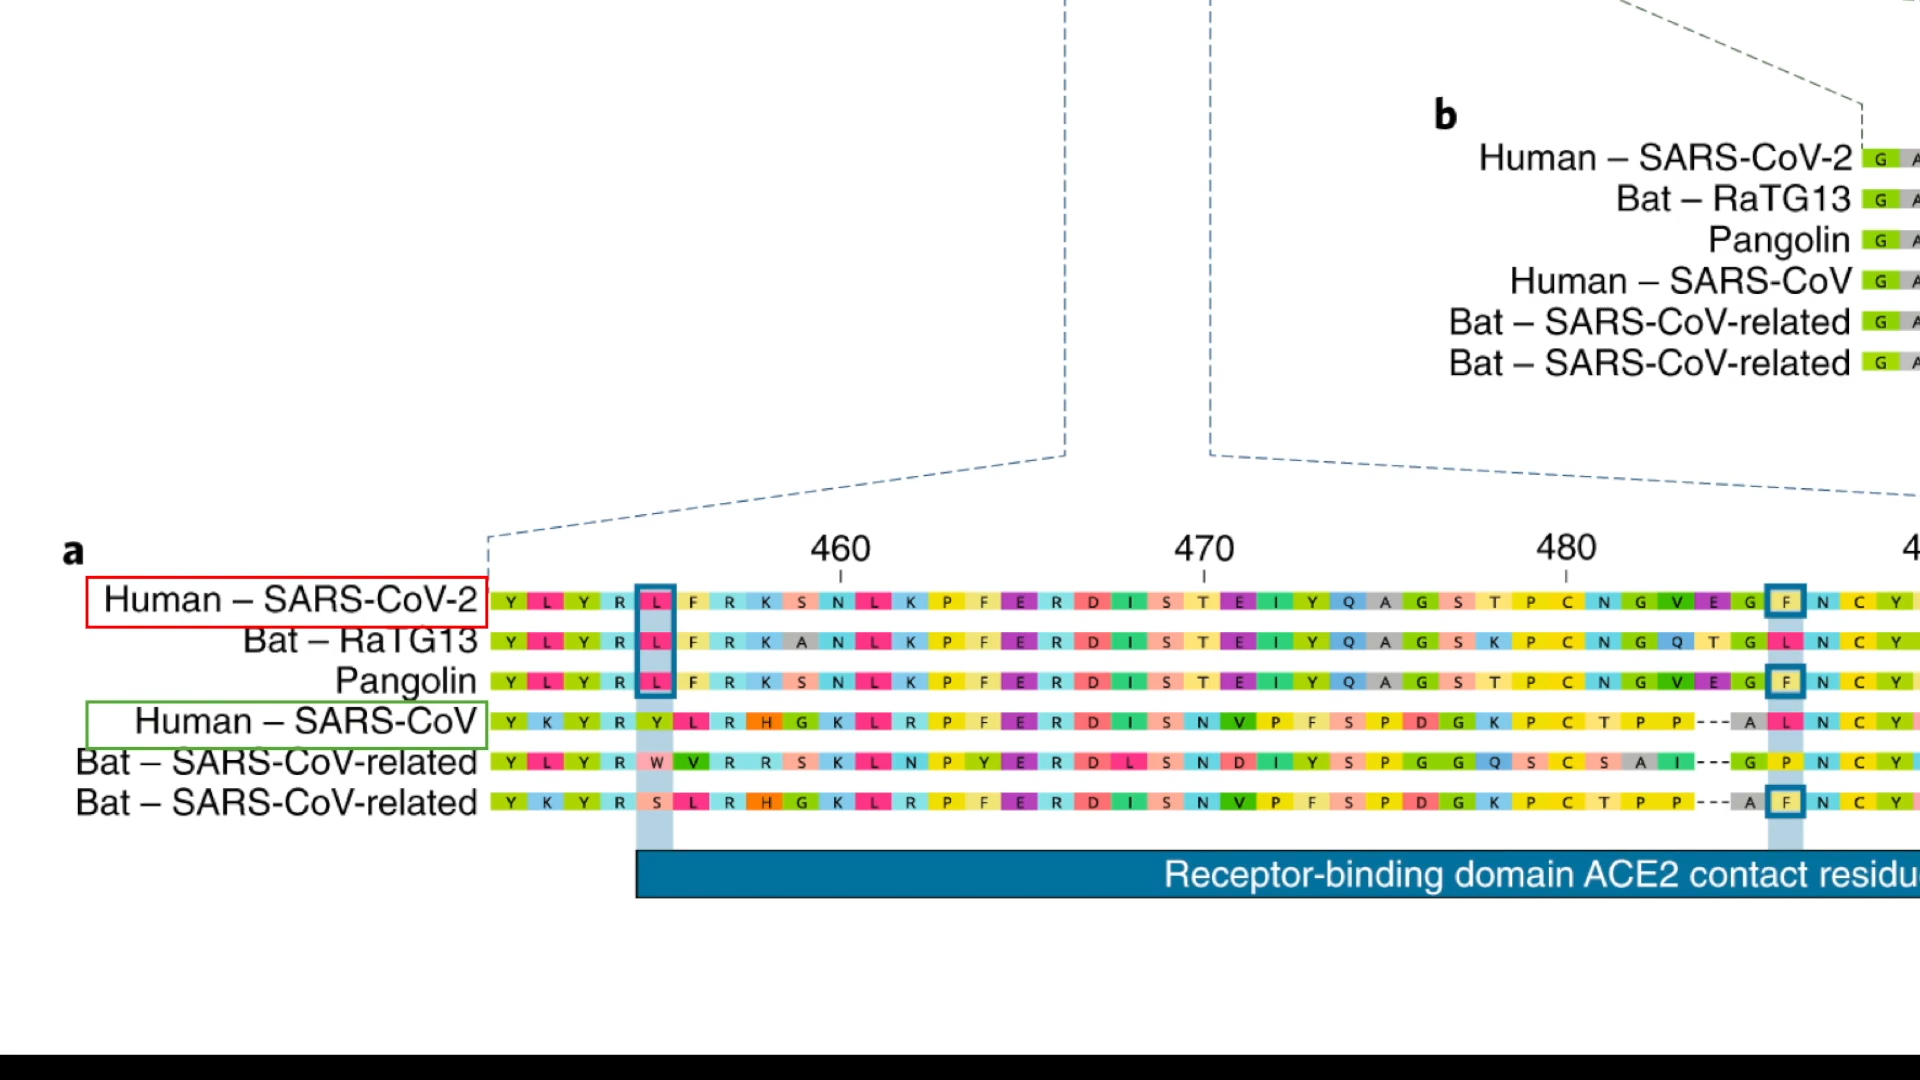 b
Human – SARS-CoV-2 G A
Bat – RaTG13 G A
Pangolin G A
Human – SARS-CoV G A
Bat – SARS-CoV-related G A
Bat – SARS-CoV-related G A
a
460 470 480 4
Human – SARS-CoV-2 Y L Y R L F R K S N L K P F E R D I S T E I Y Q A G S T P C N G V E G F N C Y
Bat – RaTG13 Y L Y R L F R K A N L K P F E R D I S T E I Y Q A G S K P C N G Q T G L N C Y
Pangolin Y L Y R L F R K S N L K P F E R D I S T E I Y Q A G S T P C N G V E G F N C Y
Human – SARS-CoV Y K Y R Y L R H G K L R P F E R D I S N V P F S P D G K P C T P P --- A L N C Y
Bat – SARS-CoV-related Y L Y R W V R R S K L N P Y E R D L S N D I Y S P G G Q S C S A I --- G P N C Y
Bat – SARS-CoV-related Y K Y R S L R H G K L R P F E R D I S N V P F S P D G K P C T P P --- A F N C Y
Receptor-binding domain ACE2 contact residu